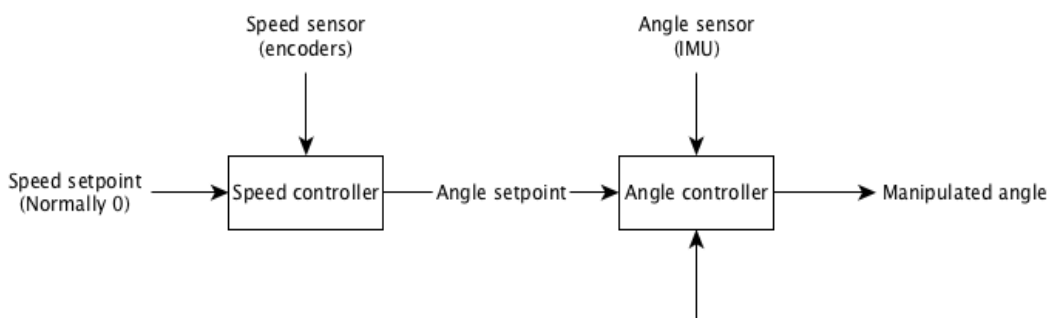 Speed sensor
(encoders)
Angle sensor
(IMU)
Speed setpoint
(Normally 0)
Speed controller
Angle setpoint
Angle controller
Manipulated angle